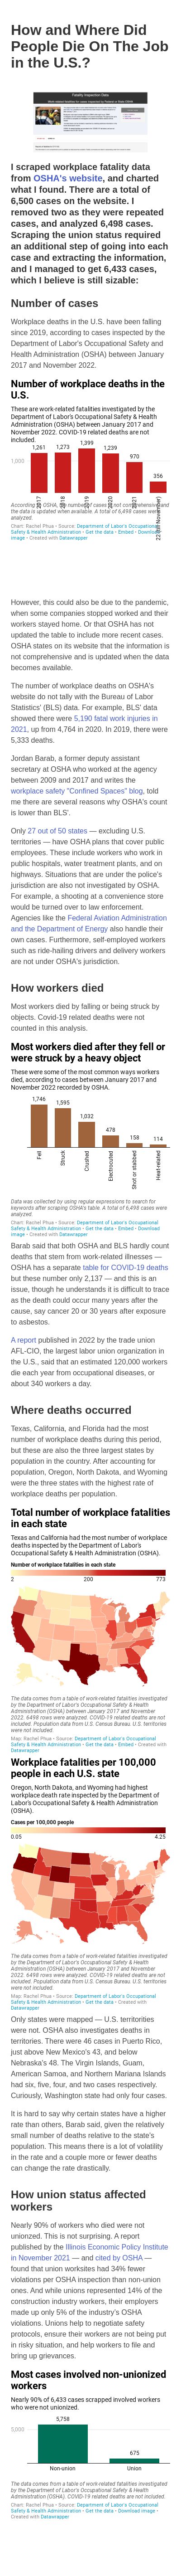 How and Where Did
People Die On The Job
in the U.S.?
Fatality Inspection Data
I scraped workplace fatality data
from OSHA's website, and charted
what I found. There are a total of
6,500 cases on the website. I
removed two as they were repeated
cases, and analyzed 6,498 cases.
Scraping the union status required
an additional step of going into each
case and extracting the information,
and I managed to get 6,433 cases,
which I believe is still sizable:
Number of cases
Workplace deaths in the U.S. have been falling
since 2019, according to cases inspected by the
Department of Labor's Occupational Safety and
Health Administration (OSHA) between January
2017 and November 2022.
Number of workplace deaths in the
U.S.
These are work-related fatalities investigated by the
Department of Labor's Occupational Safety & Health
Administration (OSHA) between January 2017 and
November 2022. COVID-19 related deaths are not
included.
1,261 1,273 1,399 1,239 970 356
1,000
2017 2018 2019 2020 2021 22 (till November)
According to OSHA, the number of cases is not comprehensive and
the data is updated when available. A total of 6,498 cases were
analyzed.
Chart: Rachel Phua • Source: Department of Labor's Occupational
Safety & Health Administration • Get the data • Embed • Download
image • Created with Datawrapper
However, this could also be due to the pandemic,
when some companies stopped worked and their
workers stayed home. Or that OSHA has not
updated the table to include some recent cases.
OSHA states on its website that the information is
not comprehensive and is updated when the data
becomes available.
The number of workplace deaths on OSHA's
website do not tally with the Bureau of Labor
Statistics' (BLS) data. For example, BLS' data
showed there were 5,190 fatal work injuries in
2021, up from 4,764 in 2020. In 2019, there were
5,333 deaths.
Jordan Barab, a former deputy assistant
secretary at OSHA who worked at the agency
between 2009 and 2017 and writes the
workplace safety "Confined Spaces" blog, told
me there are several reasons why OSHA's count
is lower than BLS'.
Only 27 out of 50 states — excluding U.S.
territories — have OSHA plans that cover public
employees. These include workers who work in
public hospitals, water treatment plants, and on
highways. Situations that are under the police's
jurisdiction are also not investigated by OSHA.
For example, a shooting at a convenience store
would be turned over to law enforcement.
Agencies like the Federal Aviation Administration
and the Department of Energy also handle their
own cases. Furthermore, self-employed workers
such as ride-hailing drivers and delivery workers
are not under OSHA's jurisdiction.
How workers died
Most workers died by falling or being struck by
objects. Covid-19 related deaths were not
counted in this analysis.
Most workers died after they fell or
were struck by a heavy object
These were some of the most common ways workers
died, according to cases between January 2017 and
November 2022 recorded by OSHA.
1,746 1,595 1,032 478 158 114
Fell Struck Crushed Electrocuted Shot or stabbed Heat-related
Data was collected by using regular expressions to search for
keywords after scraping OSHA's table. A total of 6,498 cases were
analyzed.
Chart: Rachel Phua • Source: Department of Labor's Occupational
Safety & Health Administration • Get the data • Embed • Download
image • Created with Datawrapper
Barab said that both OSHA and BLS hardly count
deaths that stem from work-related illnesses —
OSHA has a separate table for COVID-19 deaths
but these number only 2,137 — and this is an
issue, though he understands it is difficult to trace
as the death could occur many years after the
cause, say cancer 20 or 30 years after exposure
to asbestos.
A report published in 2022 by the trade union
AFL-CIO, the largest labor union organization in
the U.S., said that an estimated 120,000 workers
die each year from occupational diseases, or
about 340 workers a day.
Where deaths occurred
Texas, California, and Florida had the most
number of workplace deaths during this period,
but these are also the three largest states by
population in the country. After accounting for
population, Oregon, North Dakota, and Wyoming
were the three states with the highest rate of
workplace deaths per population.
Total number of workplace fatalities
in each state
Texas and California had the most number of workplace
deaths inspected by the Department of Labor's
Occupational Safety & Health Administration (OSHA).
Number of workplace fatalities in each state
2 200 773
The data comes from a table of work-related fatalities investigated
by the Department of Labor's Occupational Safety & Health
Administration (OSHA) between January 2017 and November
2022. 6498 rows were analyzed. COVID-19 related deaths are not
included. Population data from U.S. Census Bureau. U.S. territories
were not included.
Map: Rachel Phua • Source: Department of Labor's Occupational
Safety & Health Administration • Get the data • Embed • Created with
Datawrapper
Workplace fatalities per 100,000
people in each U.S. state
Oregon, North Dakota, and Wyoming had highest
workplace death rate inspected by the Department of
Labor's Occupational Safety & Health Administration
(OSHA).
Cases per 100,000 people
0.05 4.25
The data comes from a table of work-related fatalities investigated
by the Department of Labor's Occupational Safety & Health
Administration (OSHA) between January 2017 and November
2022. 6498 rows were analyzed. COVID-19 related deaths are not
included. Population data from U.S. Census Bureau. U.S. territories
were not included.
Map: Rachel Phua • Source: Department of Labor's Occupational
Safety & Health Administration • Get the data • Created with
Datawrapper
Only states were mapped — U.S. territories
were not. OSHA also investigates deaths in
territories. There were 46 cases in Puerto Rico,
just above New Mexico's 43, and below
Nebraska's 48. The Virgin Islands, Guam,
American Samoa, and Northern Mariana Islands
had six, five, four, and two cases respectively.
Curiously, Washington state had only four cases.
It is hard to say why certain states have a higher
rate than others, Barab said, given the relatively
small number of deaths relative to the state's
population. This means there is a lot of volatility
in the rate and a couple more or fewer deaths
can change the rate drastically.
How union status affected
workers
Nearly 90% of workers who died were not
unionized. This is not surprising. A report
published by the Illinois Economic Policy Institute
in November 2021 — and cited by OSHA —
found that union worksites had 34% fewer
violations per OSHA inspection than non-union
ones. And while unions represented 14% of the
construction industry workers, their employers
made up only 5% of the industry's OSHA
violations. Unions help to negotiate safety
protocols, ensure their workers are not being put
in risky situation, and help workers to file and
bring up grievances.
Most cases involved non-unionized
workers
Nearly 90% of 6,433 scrapped involved workers
who were not unionized.
5,758
5,000
675
Non-union Union
The data comes from a table of work-related fatalities investigated
by the Department of Labor's Occupational Safety & Health
Administration (OSHA). COVID-19 related deaths are not included.
Chart: Rachel Phua • Source: Department of Labor's Occupational
Safety & Health Administration • Get the data • Download image •
Created with Datawrapper